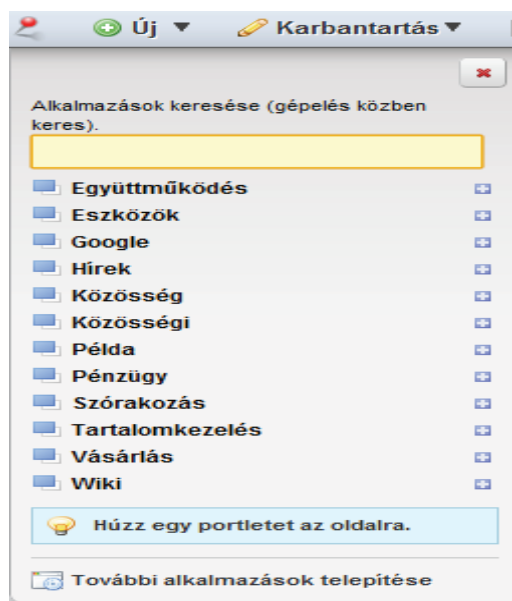 Új Karbantartás
Alkalmazások keresése (gépelés közben
keres).
Együttműködés
Eszközök
Google
Hírek
Közösség
Közösségi
Példa
Pénzügy
Szórakozás
Tartalomkezelés
Vásárlás
Wiki
Húzz egy portletet az oldalra.
További alkalmazások telepítése